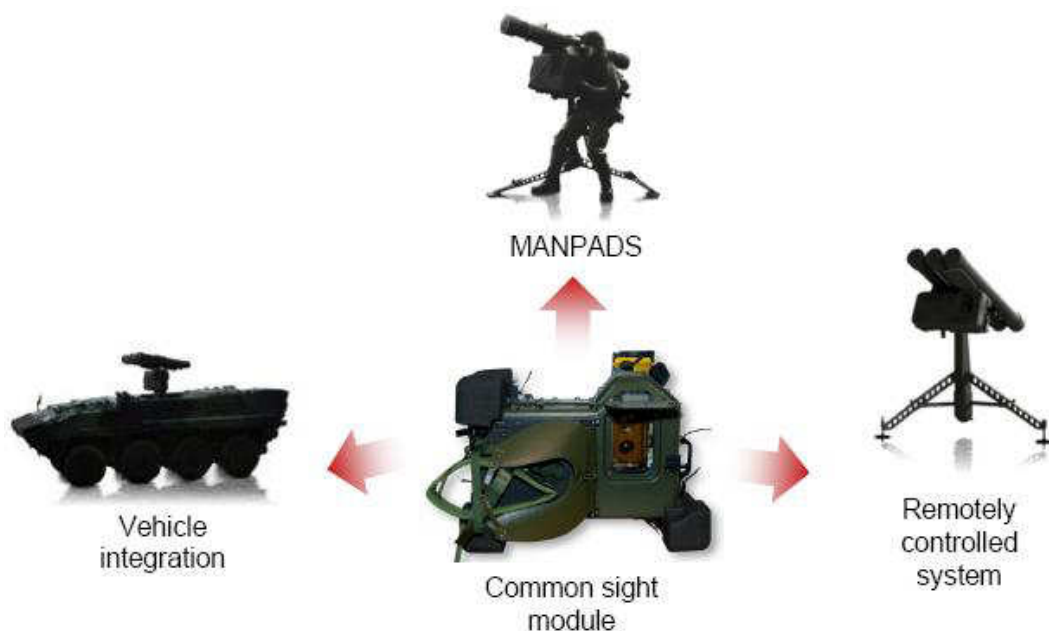 MANPADS
Vehicle
integration
Common sight
module
Remotely
controlled
system